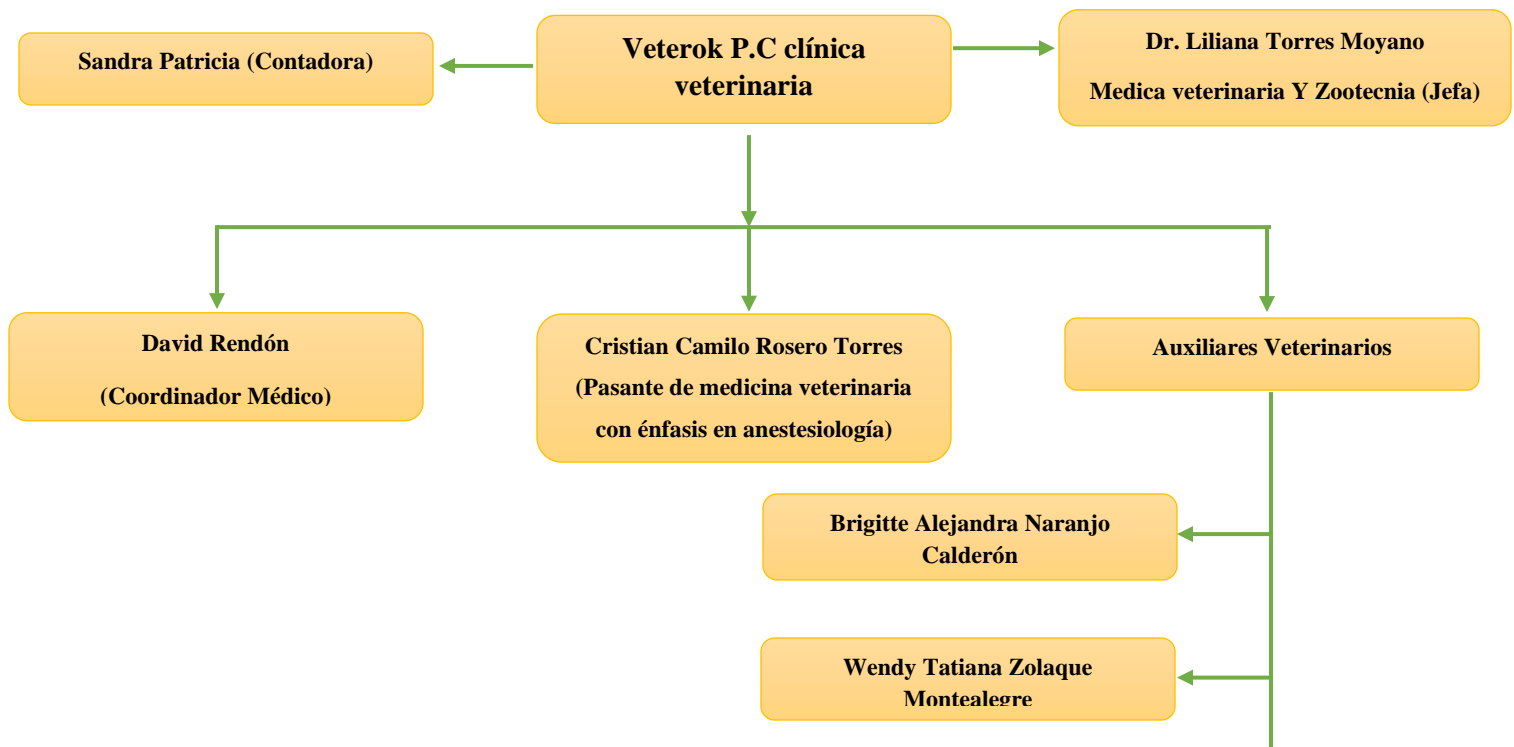 Sandra Patricia (Contadora)
Veterok P.C clínica
veterinaria
Dr. Liliana Torres Moyano
Medica veterinaria Y Zootecnia (Jefa)
David Rendón
(Coordinador Médico)
Cristian Camilo Rosero Torres
(Pasante de medicina veterinaria
con énfasis en anestesiología)
Auxiliares Veterinarios
Brigitte Alejandra Naranjo
Calderón
Wendy Tatiana Zolaque
Montealegre